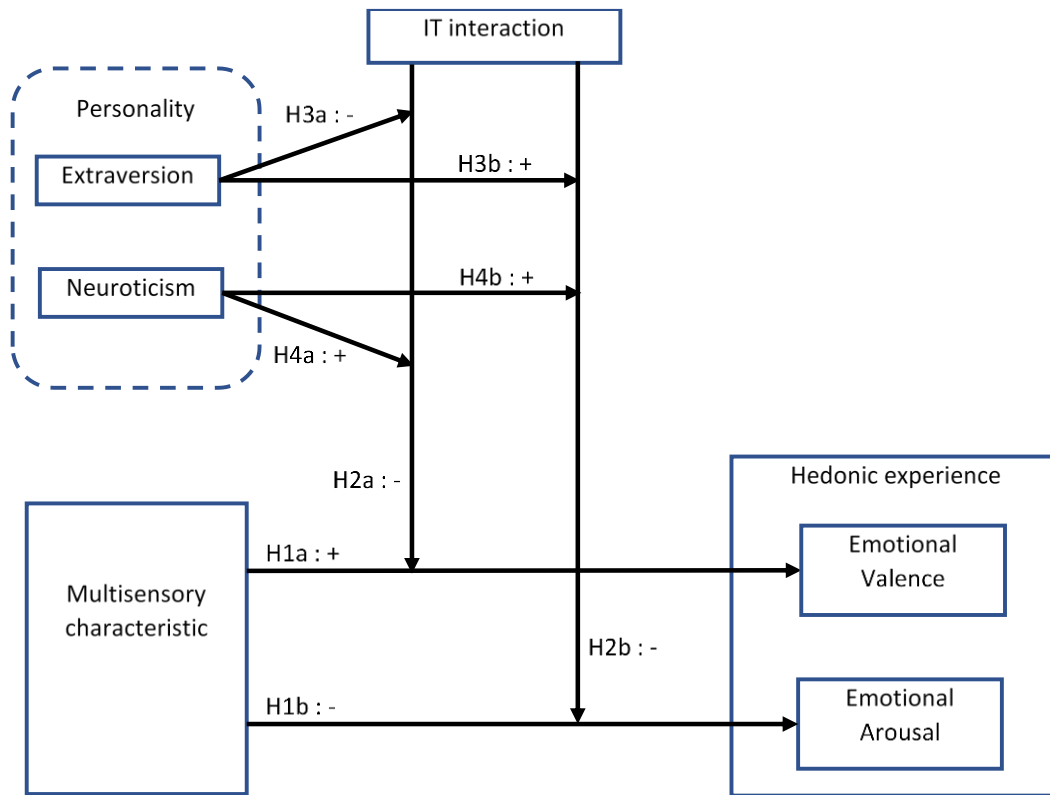 IT interaction
Personality
H3a : -
Extraversion
H3b : +
Neuroticism
H4b : +
H4a : +
H2a : -
Hedonic experience
H1a : +
Emotional
Valence
Multisensory
characteristic
H2b : -
H1b : -
Emotional
Arousal